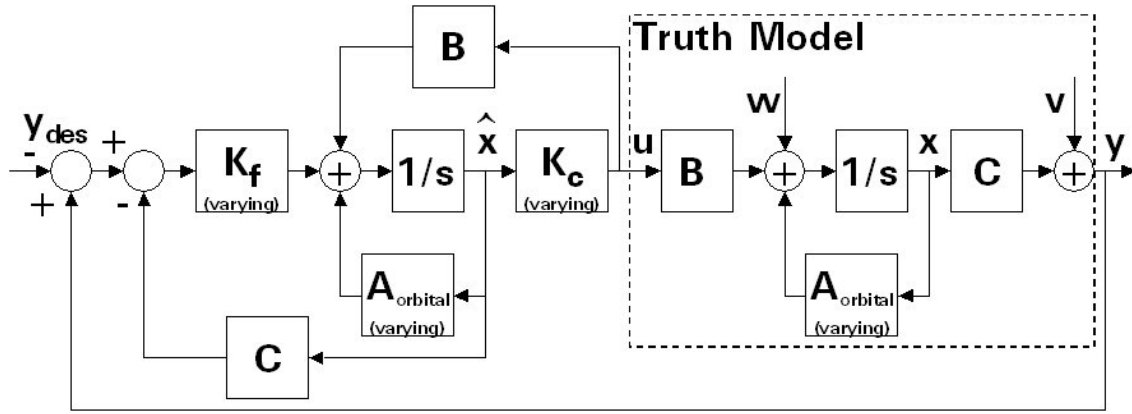 B
Truth Model
w
v
y_des
-
+
+
-
K_f
(varying)
+
1/s
x̂
K_c
(varying)
u
B
+
1/s
x
C
+
y
A_orbital
(varying)
A_orbital
(varying)
C